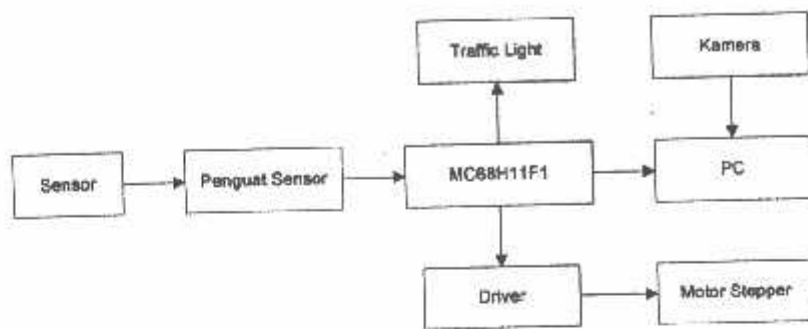 Traffic Light
Kamera
Sensor
Penguat Sensor
MC68H11F1
PC
Driver
Motor Stepper